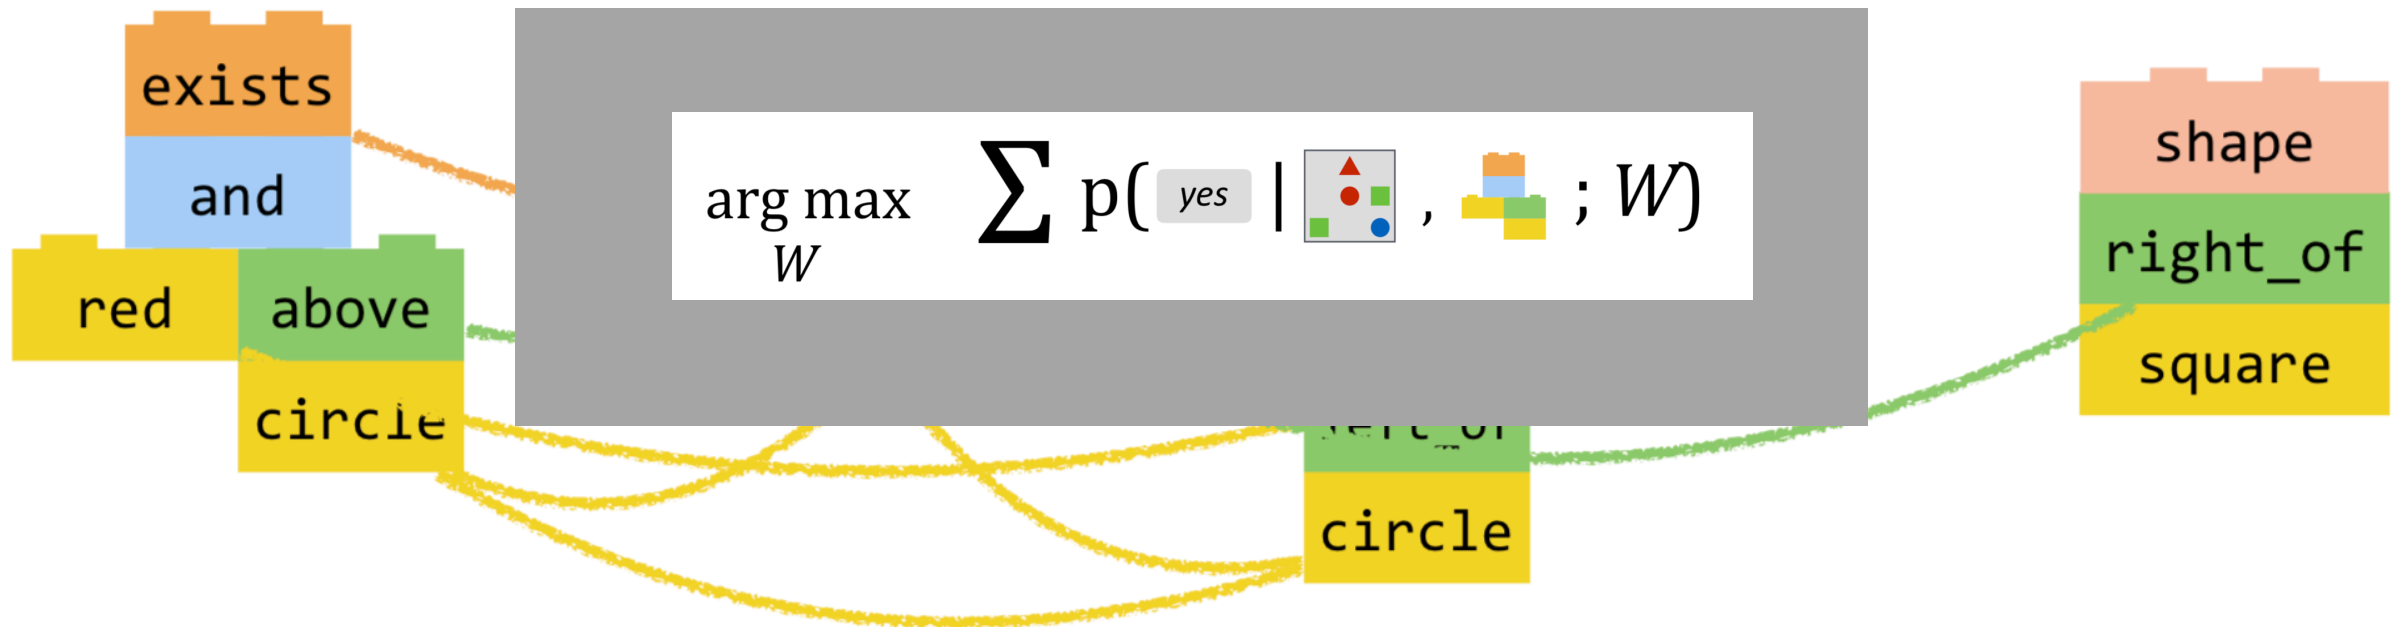 exists
and
red above
circle
arg max
W
∑ p( yes | , ; W)
circle
shape
right_of
square